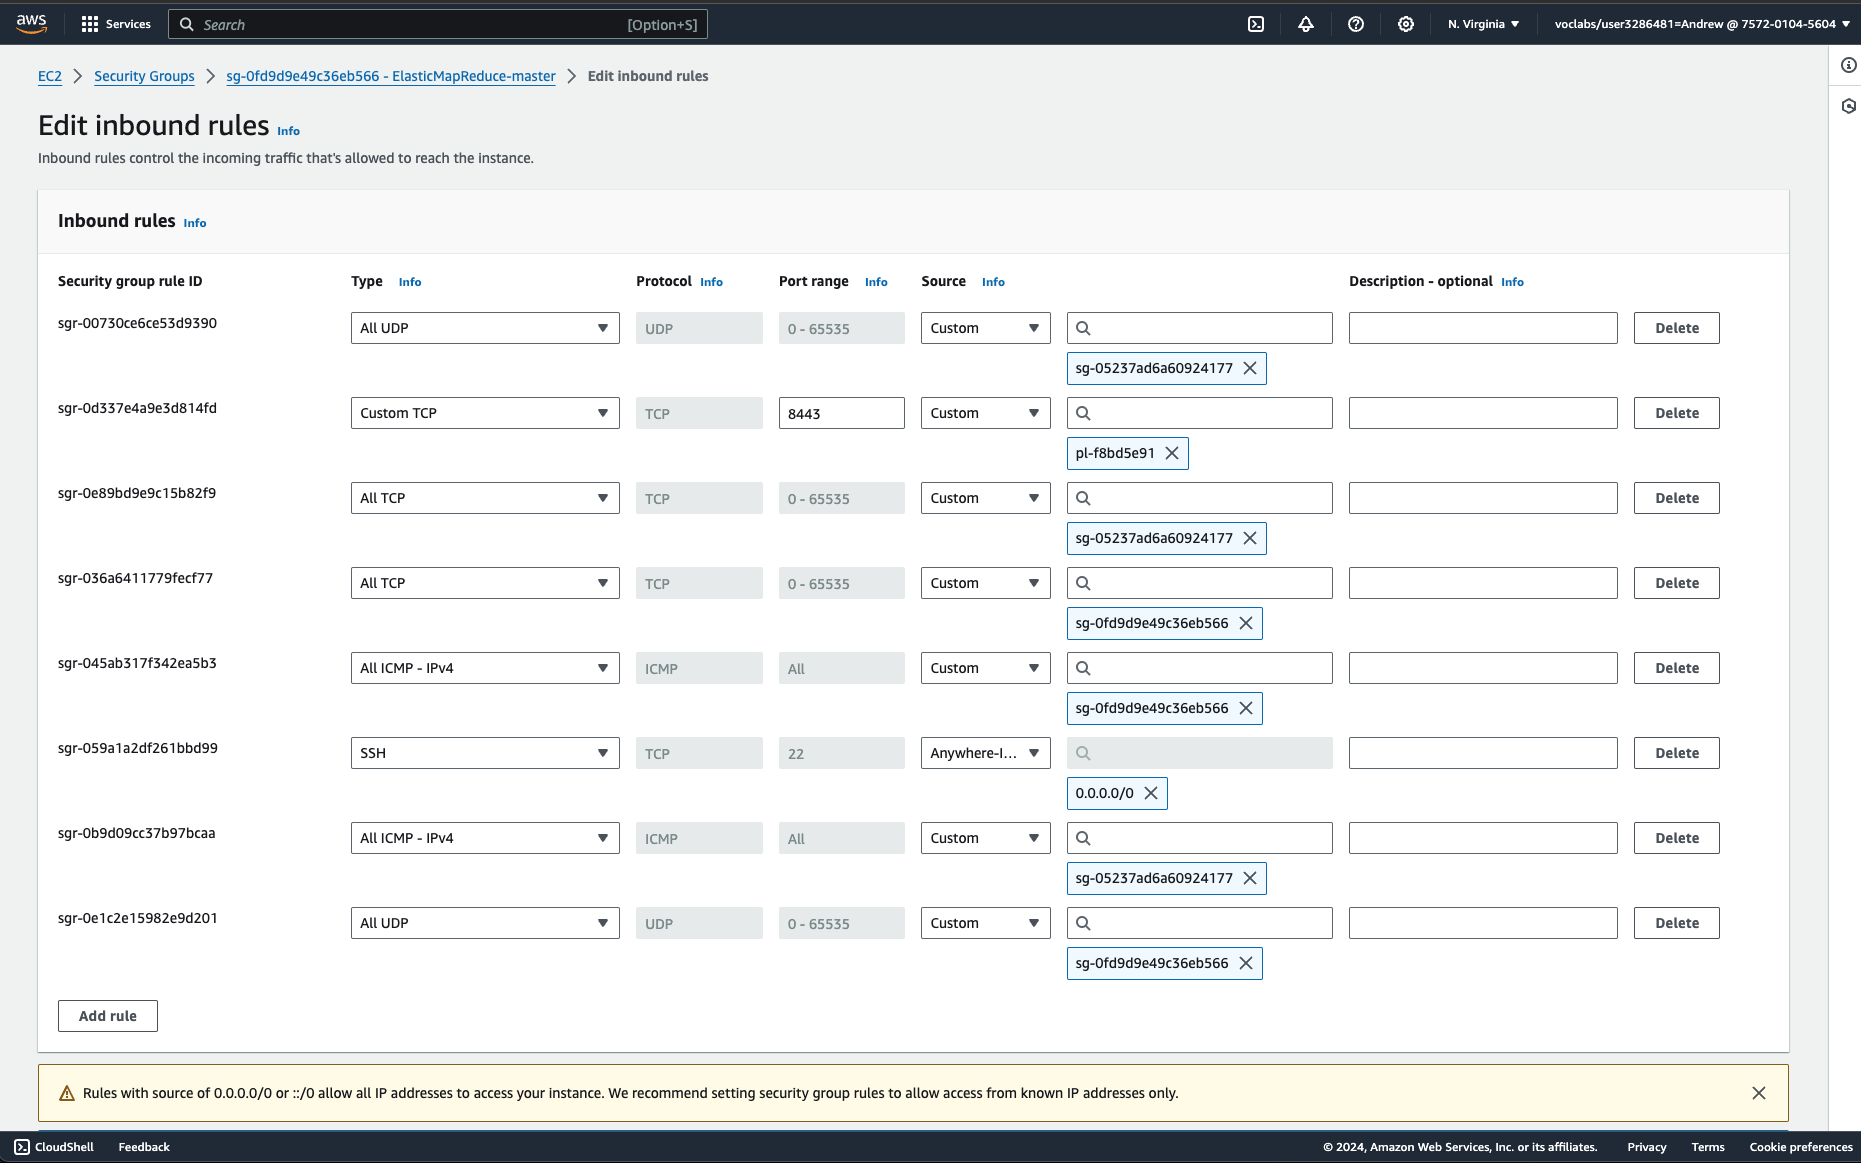 aws Services Search [Option+S] N. Virginia voclabs/user3286481=Andrew @ 7572-0104-5604
EC2 Security Groups sg-0fd9d9e49c36eb566 - ElasticMapReduce-master Edit inbound rules
Edit inbound rules Info
Inbound rules control the incoming traffic that's allowed to reach the instance.
Inbound rules Info
Security group rule ID Type Info Protocol Info Port range Info Source Info Description - optional Info
sgr-00730ce6ce53d9390 All UDP UDP 0 - 65535 Custom Delete
sg-05237ad6a60924177
sgr-0d337e4a9e3d814fd Custom TCP TCP 8443 Custom Delete
pl-f8bd5e91
sgr-0e89bd9e9c15b82f9 All TCP TCP 0 - 65535 Custom Delete
sg-05237ad6a60924177
sgr-036a6411779fecf77 All TCP TCP 0 - 65535 Custom Delete
sg-0fd9d9e49c36eb566
sgr-045ab317f342ea5b3 All ICMP - IPv4 ICMP All Custom Delete
sg-0fd9d9e49c36eb566
sgr-059a1a2df261bbd99 SSH TCP 22 Anywhere-I... Delete
0.0.0.0/0
sgr-0b9d09cc37b97bcaa All ICMP - IPv4 ICMP All Custom Delete
sg-05237ad6a60924177
sgr-0e1c2e15982e9d201 All UDP UDP 0 - 65535 Custom Delete
sg-0fd9d9e49c36eb566
Add rule
Rules with source of 0.0.0.0/0 or ::/0 allow all IP addresses to access your instance. We recommend setting security group rules to allow access from known IP addresses only.
CloudShell Feedback © 2024, Amazon Web Services, Inc. or its affiliates. Privacy Terms Cookie preferences